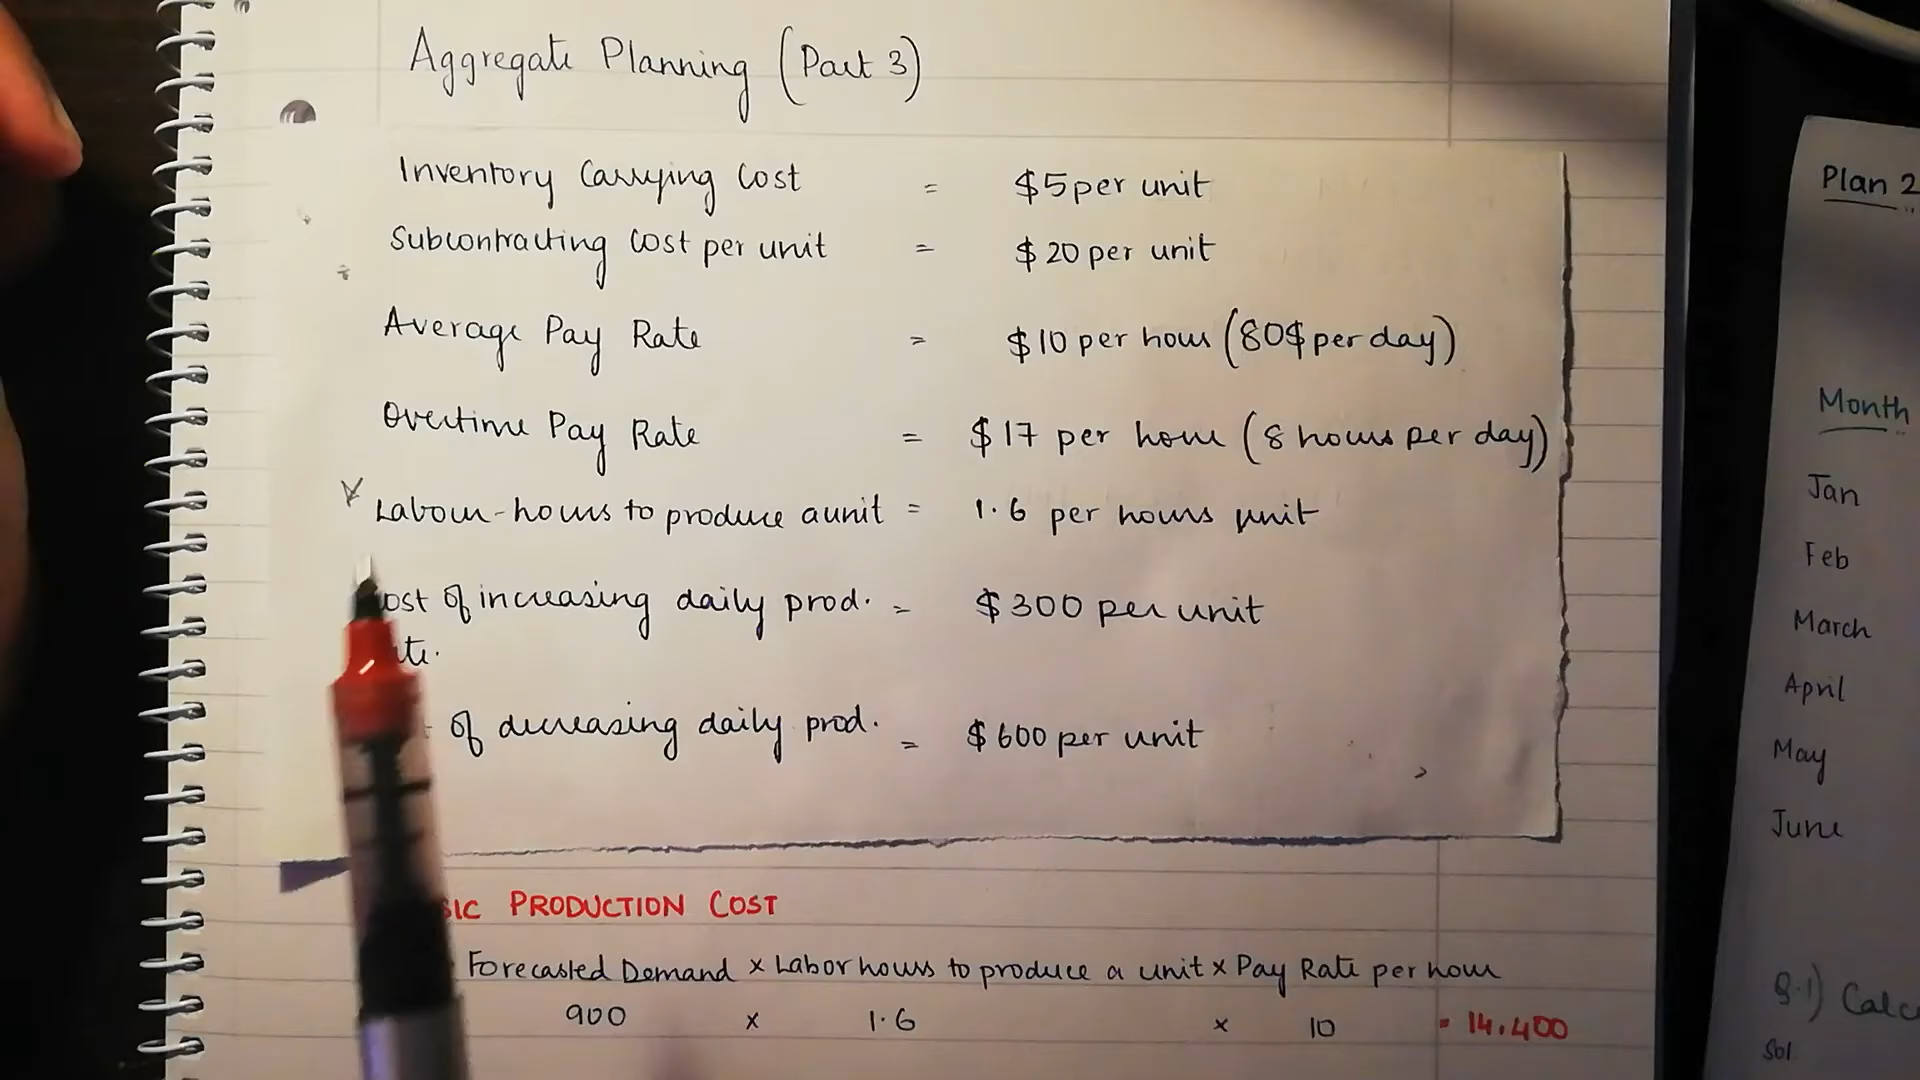 Aggregate Planning (Part 3)
Inventory Carrying Cost = $5 per unit
Subcontracting Cost per unit = $20 per unit
Average Pay Rate = $10 per hour (80$ per day)
Overtime Pay Rate = $17 per hour (8 hours per day)
Labour-hours to produce a unit = 1.6 per hours unit
ost of increasing daily prod. = $300 per unit
te.
of decreasing daily prod. = $600 per unit
SIC PRODUCTION COST
Forecasted Demand x Labor hours to produce a unit x Pay Rate per hour
900 x 1.6 x 10 = 14.400
Plan 2
Month
Jan
Feb
March
April
May
June
Q.1) Calc
Sol